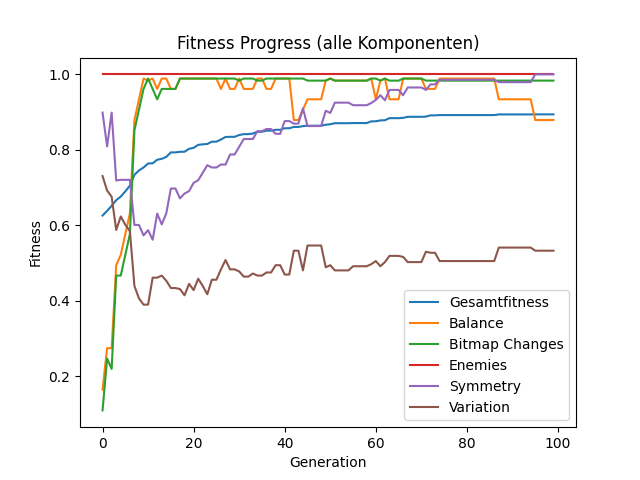 Fitness Progress (alle Komponenten)
Fitness
1.0
0.8
0.6
0.4
0.2
0 20 40 60 80 100
Generation
Gesamtfitness
Balance
Bitmap Changes
Enemies
Symmetry
Variation